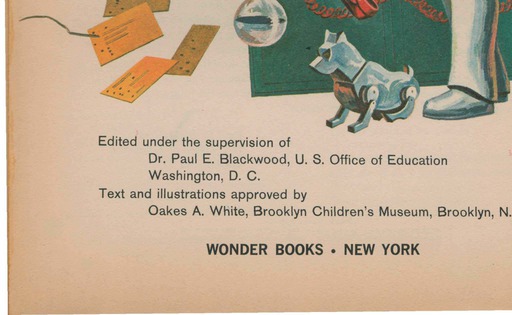 Edited under the supervision of
Dr. Paul E. Blackwood, U. S. Office of Education
Washington, D. C.
Text and illustrations approved by
Oakes A. White, Brooklyn Children's Museum, Brooklyn, N.
WONDER BOOKS • NEW YORK